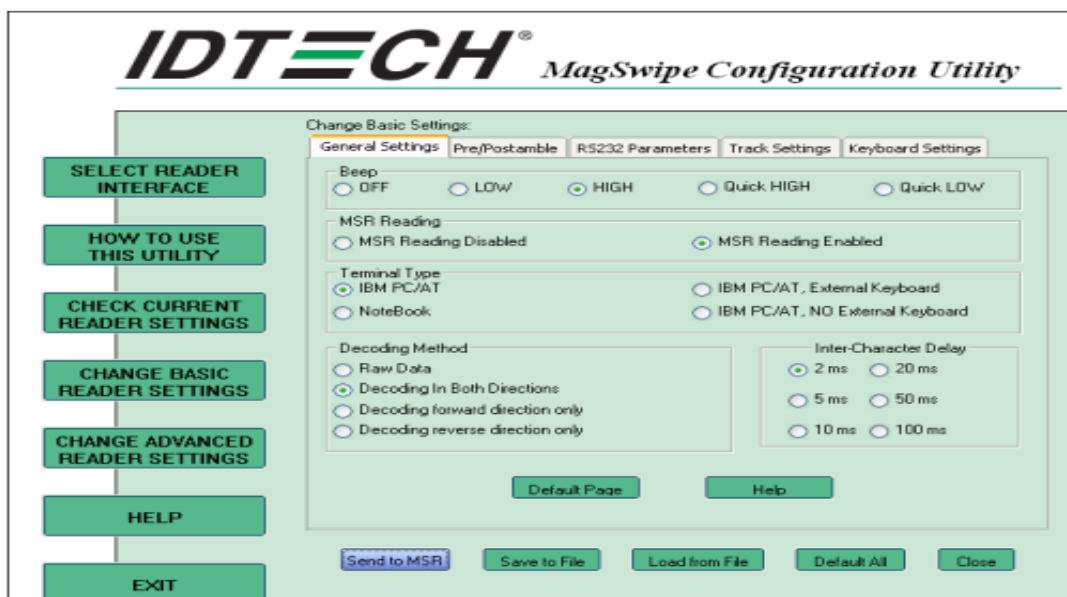 IDTECH®
MagSwipe Configuration Utility
Change Basic Settings:
General Settings Pre/Postamble RS232 Parameters Track Settings Keyboard Settings
SELECT READER
INTERFACE
HOW TO USE
THIS UTILITY
CHECK CURRENT
READER SETTINGS
CHANGE BASIC
READER SETTINGS
CHANGE ADVANCED
READER SETTINGS
HELP
EXIT
Beep
OFF LOW HIGH Quick HIGH Quick LOW
MSR Reading
MSR Reading Disabled MSR Reading Enabled
Terminal Type
IBM PC/AT IBM PC/AT, External Keyboard
NoteBook IBM PC/AT, NO External Keyboard
Decoding Method
Raw Data
Decoding In Both Directions
Decoding forward direction only
Decoding reverse direction only
Inter-Character Delay
2 ms 20 ms
5 ms 50 ms
10 ms 100 ms
Default Page Help
Send to MSR Save to File Load from File Default All Close